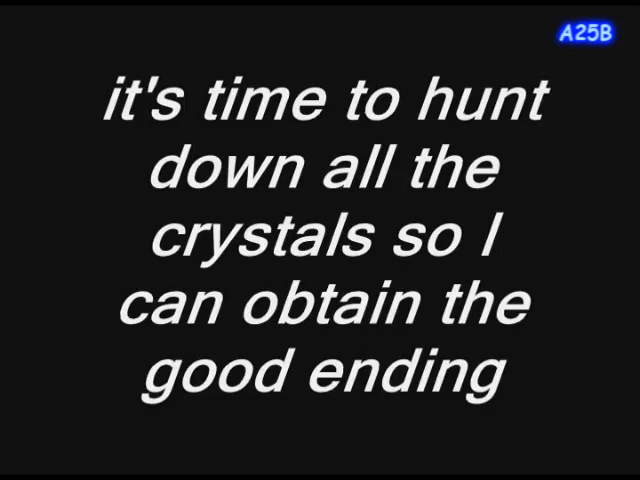 A25B
it's time to hunt
down all the
crystals so I
can obtain the
good ending